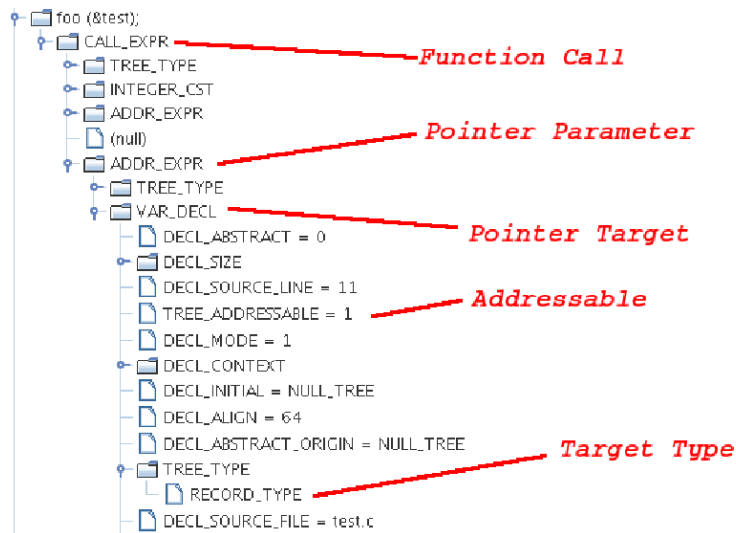 foo (&test);
CALL_EXPR
Function Call
TREE_TYPE
INTEGER_CST
ADDR_EXPR
(null)
Pointer Parameter
ADDR_EXPR
TREE_TYPE
VAR_DECL
Pointer Target
DECL_ABSTRACT = 0
DECL_SIZE
DECL_SOURCE_LINE = 11
Addressable
TREE_ADDRESSABLE = 1
DECL_MODE = 1
DECL_CONTEXT
DECL_INITIAL = NULL_TREE
DECL_ALIGN = 64
DECL_ABSTRACT_ORIGIN = NULL_TREE
Target Type
TREE_TYPE
RECORD_TYPE
DECL_SOURCE_FILE = test.c